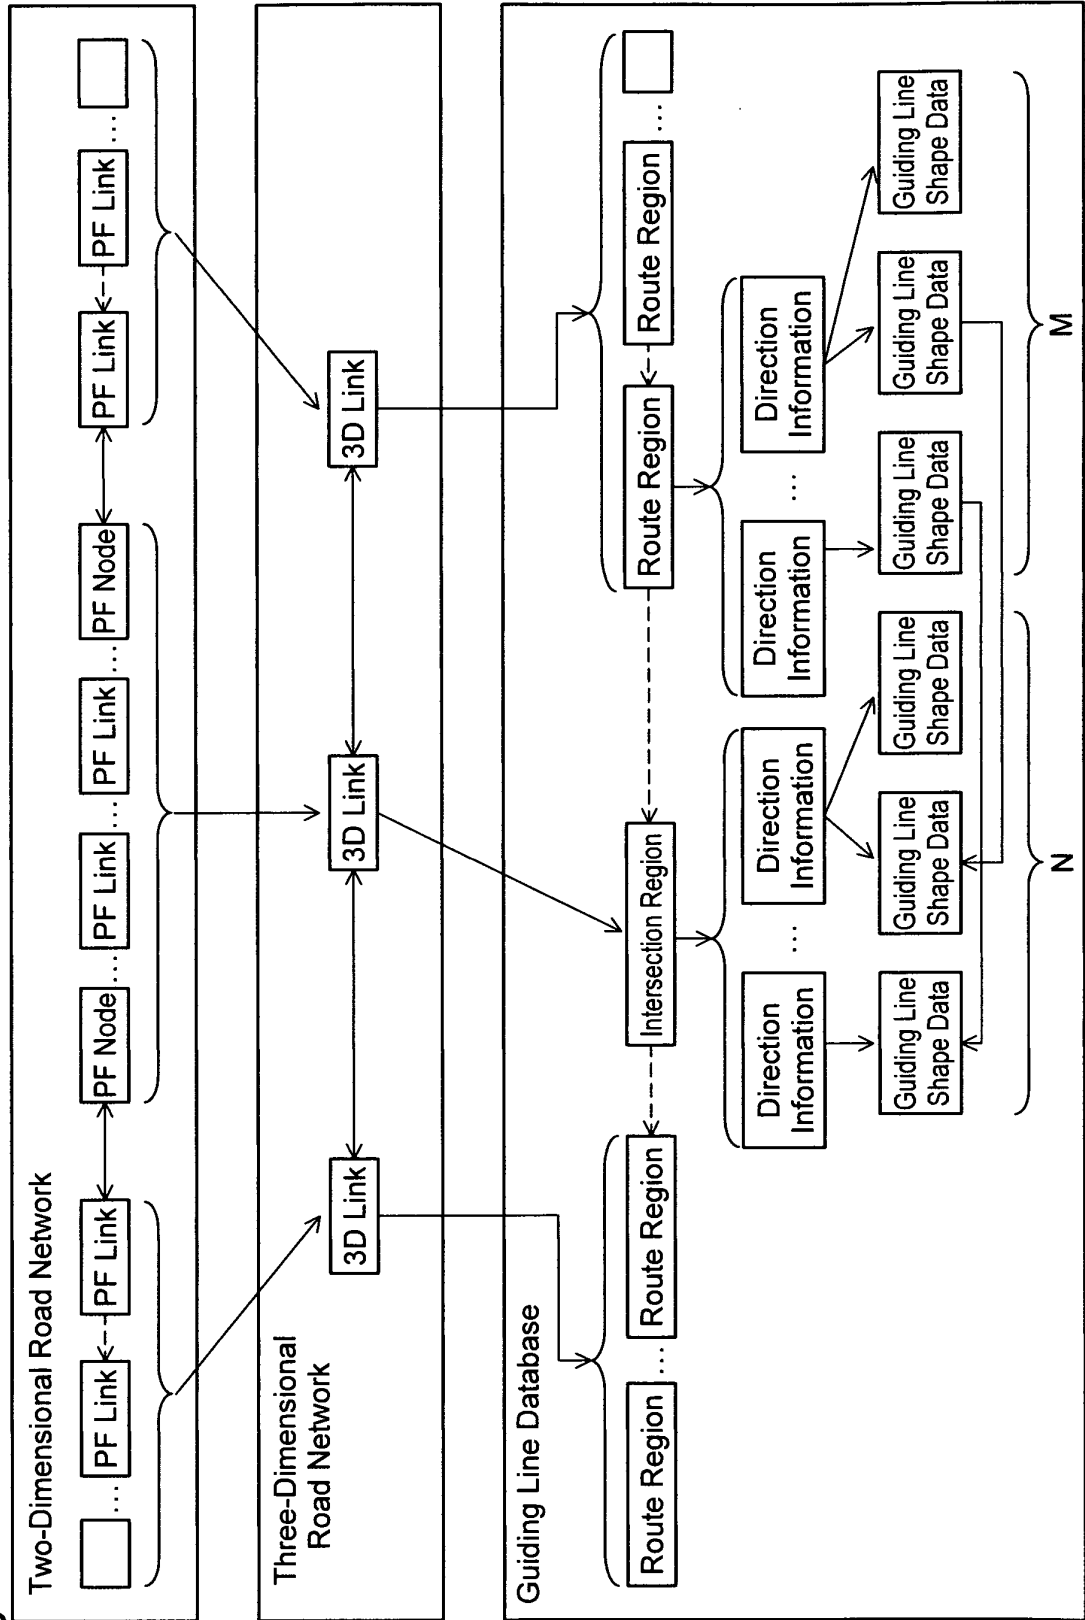 Two-Dimensional Road Network
...
PF Link
PF Link
PF Node
...
PF Link
...
PF Link
...
PF Node
PF Link
PF Link
...
Three-Dimensional
Road Network
3D Link
3D Link
3D Link
Guiding Line Database
Route Region
...
Route Region
Intersection Region
Route Region
Route Region
...
Direction
Information
...
Direction
Information
Direction
Information
...
Direction
Information
Guiding Line
Shape Data
Guiding Line
Shape Data
Guiding Line
Shape Data
Guiding Line
Shape Data
Guiding Line
Shape Data
Guiding Line
Shape Data
N
M